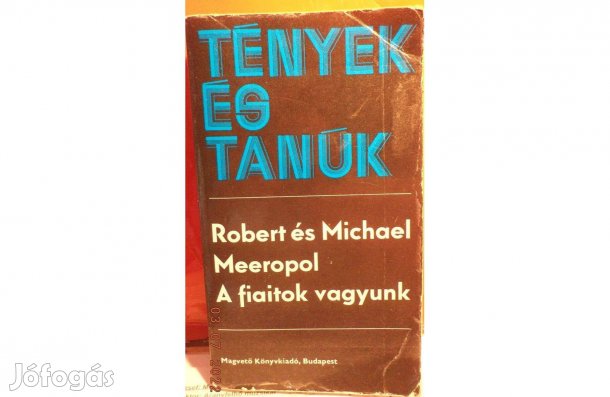 TÉNYEK
ÉS
TANÚK
Robert és Michael
Meeropol
A fiaitok vagyunk
Magvető Könyvkiadó, Budapest
Jófogás